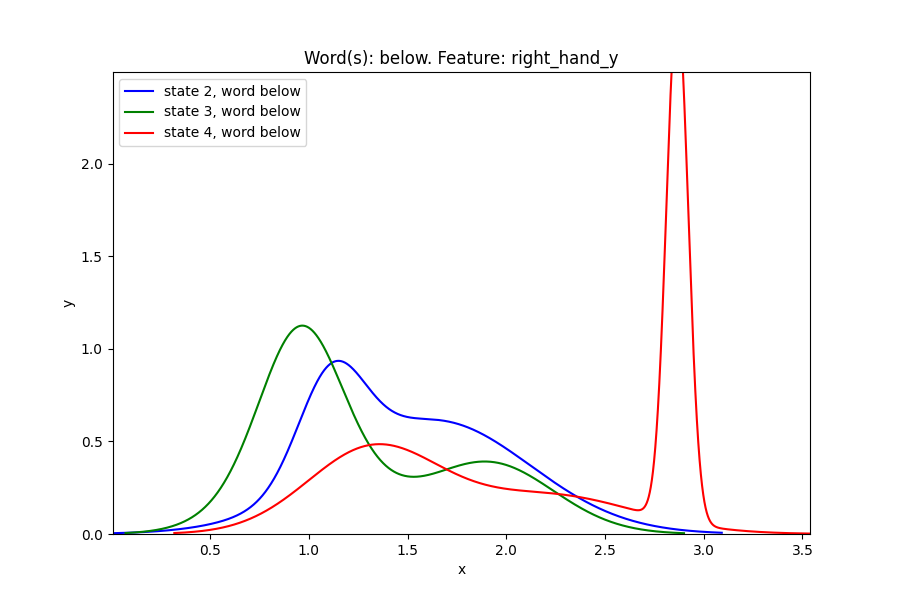 Word(s): below. Feature: right_hand_y
state 2, word below
state 3, word below
state 4, word below
2.0
1.5
1.0
0.5
0.0
y
0.5 1.0 1.5 2.0 2.5 3.0 3.5
x